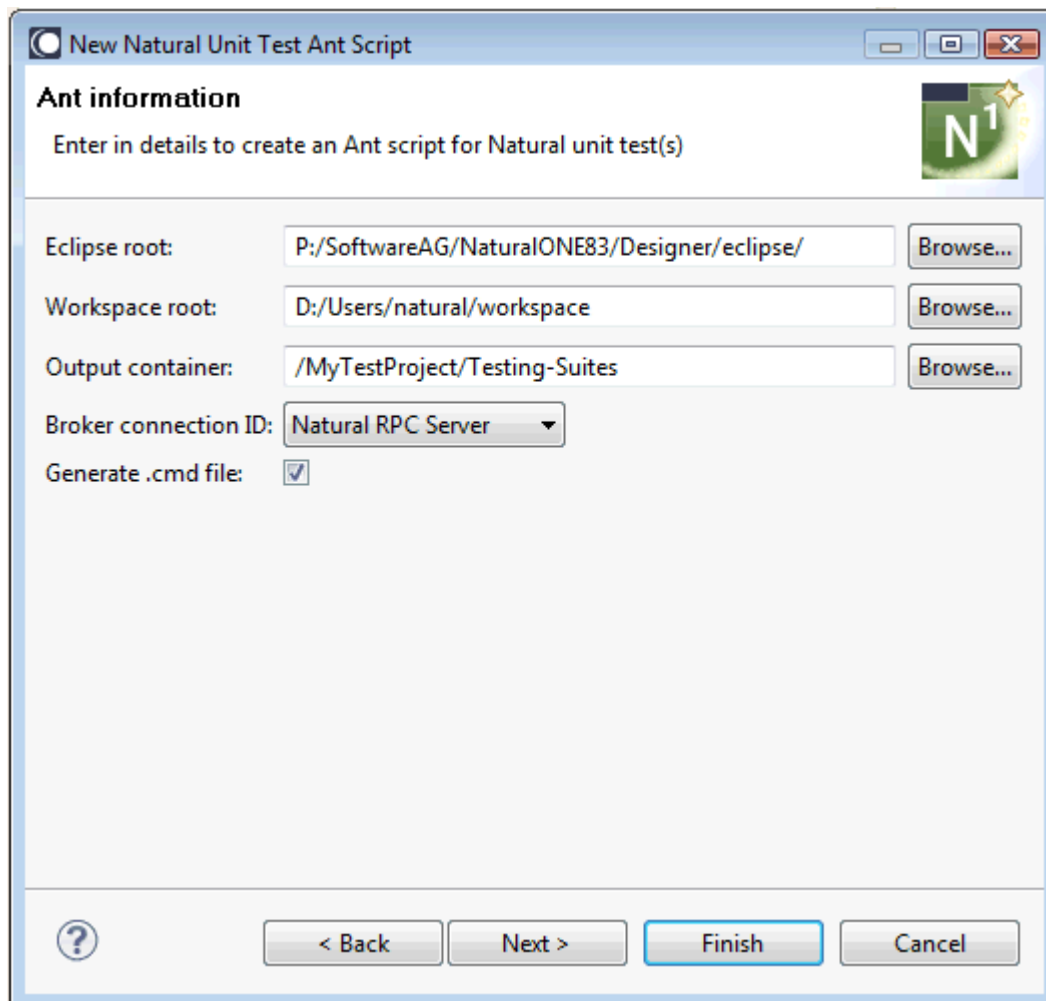 New Natural Unit Test Ant Script
Ant information
Enter in details to create an Ant script for Natural unit test(s)
N1
Eclipse root: P:/SoftwareAG/NaturalONE83/Designer/eclipse/ Browse...
Workspace root: D:/Users/natural/workspace Browse...
Output container: /MyTestProject/Testing-Suites Browse...
Broker connection ID: Natural RPC Server
Generate .cmd file:
? < Back Next > Finish Cancel